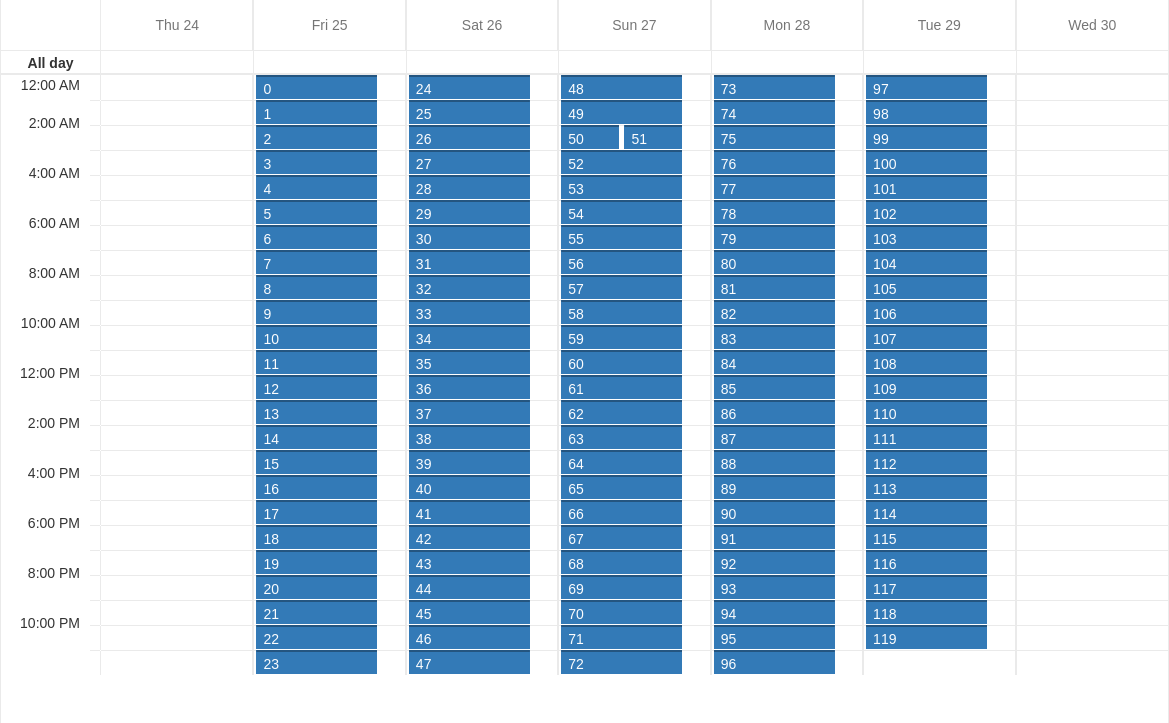 Thu 24 Fri 25 Sat 26 Sun 27 Mon 28 Tue 29 Wed 30
All day
12:00 AM 0 24 48 73 97
1 25 49 74 98
2:00 AM 2 26 50 51 75 99
3 27 52 76 100
4:00 AM 4 28 53 77 101
5 29 54 78 102
6:00 AM 6 30 55 79 103
7 31 56 80 104
8:00 AM 8 32 57 81 105
9 33 58 82 106
10:00 AM 10 34 59 83 107
11 35 60 84 108
12:00 PM 12 36 61 85 109
13 37 62 86 110
2:00 PM 14 38 63 87 111
15 39 64 88 112
4:00 PM 16 40 65 89 113
17 41 66 90 114
6:00 PM 18 42 67 91 115
19 43 68 92 116
8:00 PM 20 44 69 93 117
21 45 70 94 118
10:00 PM 22 46 71 95 119
23 47 72 96